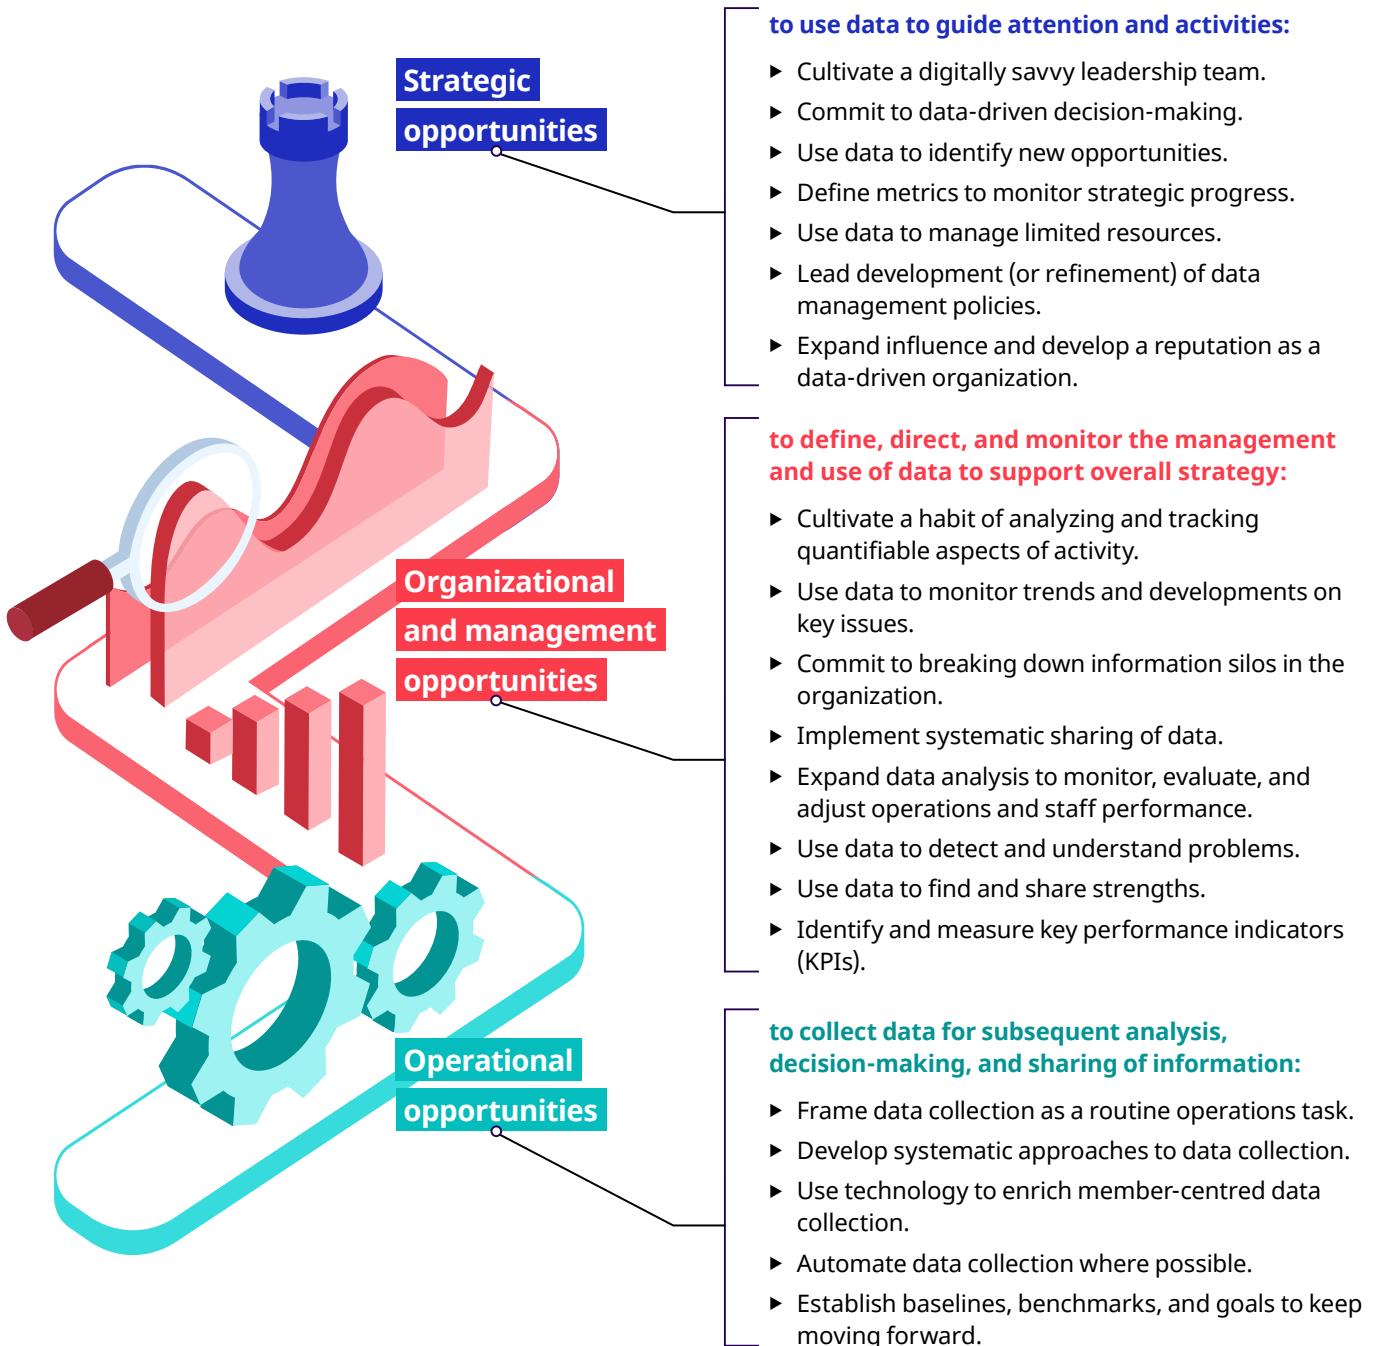 Strategic
opportunities
to use data to guide attention and activities:
▶ Cultivate a digitally savvy leadership team.
▶ Commit to data-driven decision-making.
▶ Use data to identify new opportunities.
▶ Define metrics to monitor strategic progress.
▶ Use data to manage limited resources.
▶ Lead development (or refinement) of data
management policies.
▶ Expand influence and develop a reputation as a
data-driven organization.
Organizational
and management
opportunities
to define, direct, and monitor the management
and use of data to support overall strategy:
▶ Cultivate a habit of analyzing and tracking
quantifiable aspects of activity.
▶ Use data to monitor trends and developments on
key issues.
▶ Commit to breaking down information silos in the
organization.
▶ Implement systematic sharing of data.
▶ Expand data analysis to monitor, evaluate, and
adjust operations and staff performance.
▶ Use data to detect and understand problems.
▶ Use data to find and share strengths.
▶ Identify and measure key performance indicators
(KPIs).
Operational
opportunities
to collect data for subsequent analysis,
decision-making, and sharing of information:
▶ Frame data collection as a routine operations task.
▶ Develop systematic approaches to data collection.
▶ Use technology to enrich member-centred data
collection.
▶ Automate data collection where possible.
▶ Establish baselines, benchmarks, and goals to keep
moving forward.